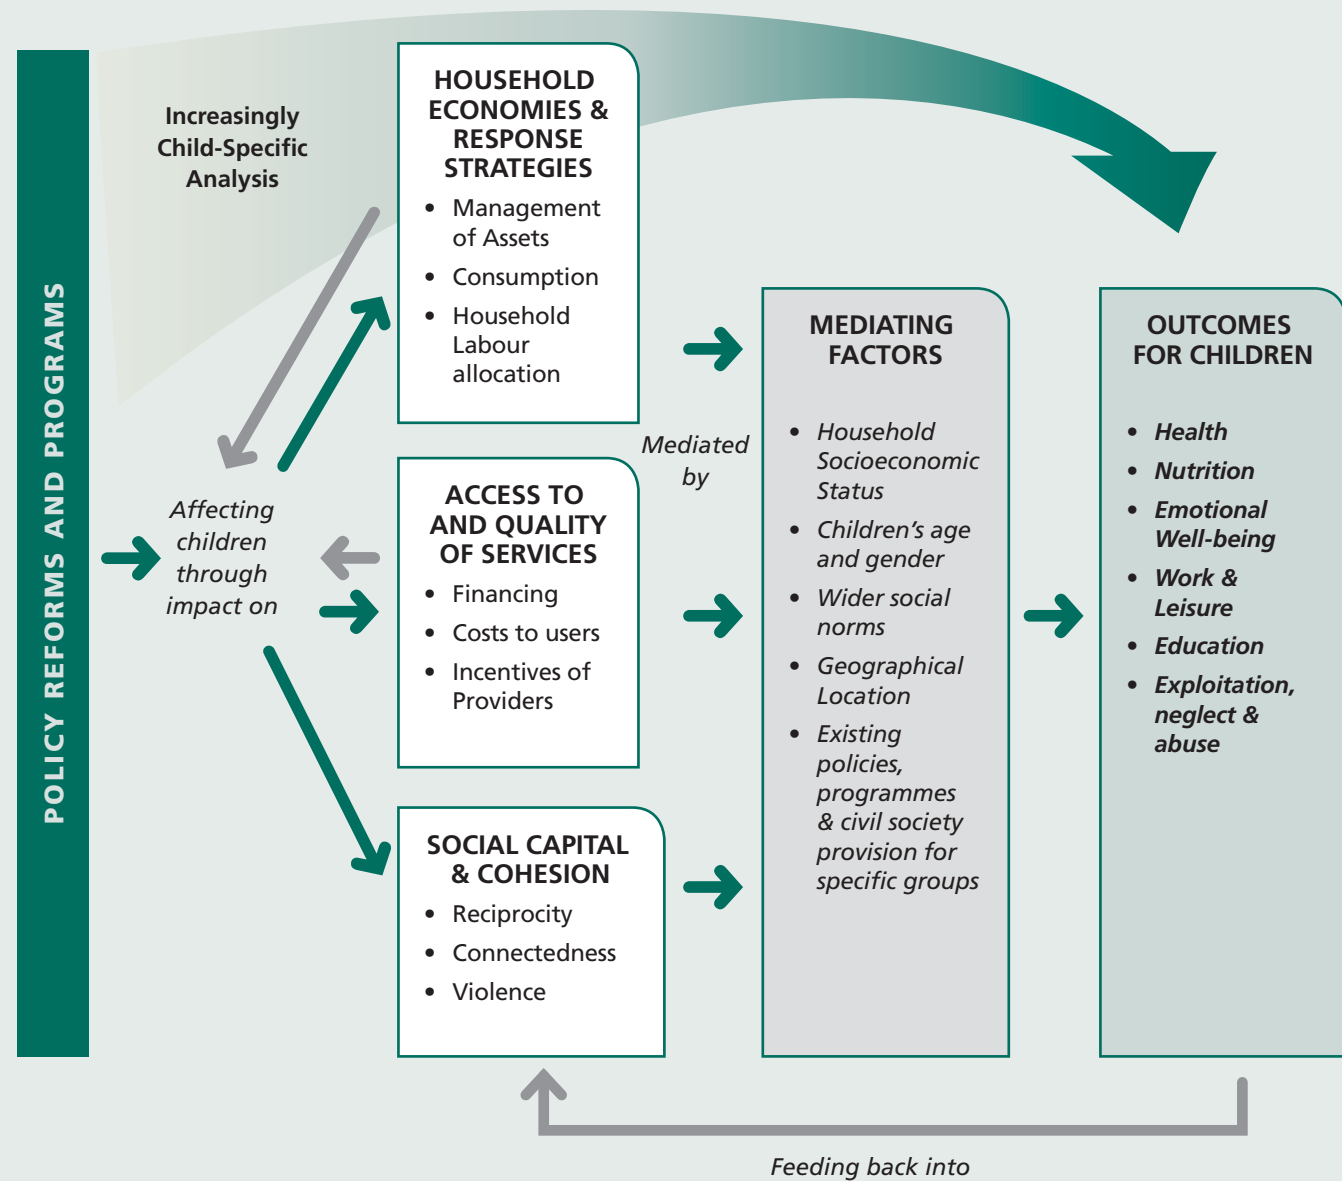 POLICY REFORMS AND PROGRAMS
Increasingly
Child-Specific
Analysis
Affecting
children
through
impact on
HOUSEHOLD
ECONOMIES &
RESPONSE
STRATEGIES
• Management
of Assets
• Consumption
• Household
Labour
allocation
ACCESS TO
AND QUALITY
OF SERVICES
• Financing
• Costs to users
• Incentives of
Providers
SOCIAL CAPITAL
& COHESION
• Reciprocity
• Connectedness
• Violence
Mediated
by
MEDIATING
FACTORS
• Household
Socioeconomic
Status
• Children's age
and gender
• Wider social
norms
• Geographical
Location
• Existing
policies,
programmes
& civil society
provision for
specific groups
OUTCOMES
FOR CHILDREN
• Health
• Nutrition
• Emotional
Well-being
• Work &
Leisure
• Education
• Exploitation,
neglect &
abuse
Feeding back into